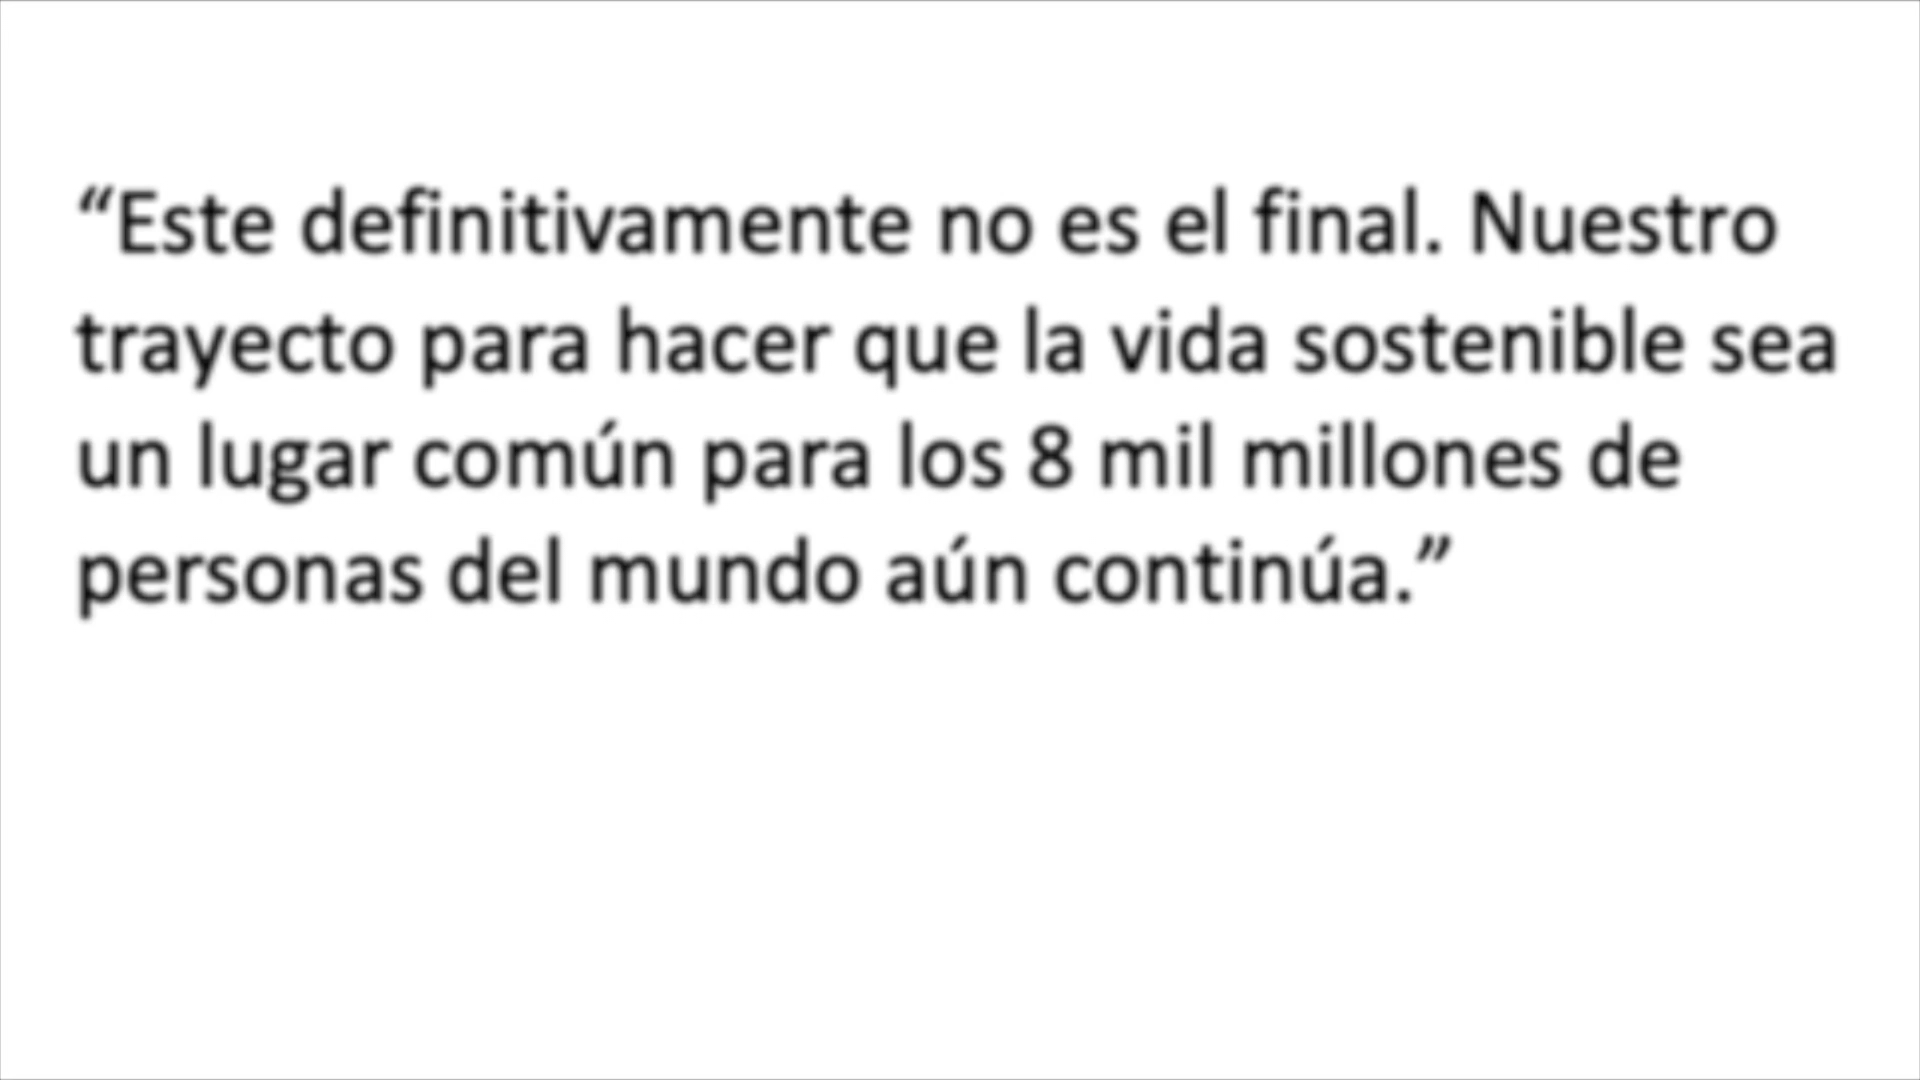 “Este definitivamente no es el final. Nuestro
trayecto para hacer que la vida sostenible sea
un lugar común para los 8 mil millones de
personas del mundo aún continúa.”